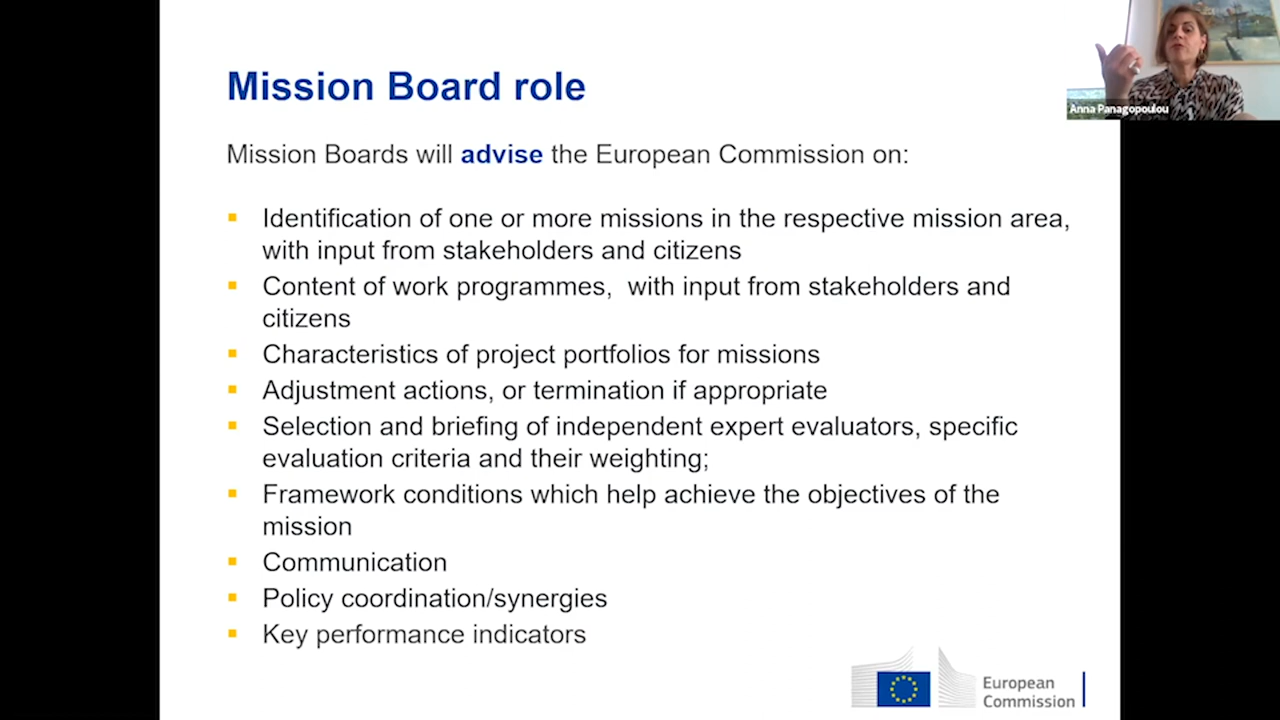 Mission Board role
Anna Panagopoulou
Mission Boards will advise the European Commission on:
▪ Identification of one or more missions in the respective mission area,
with input from stakeholders and citizens
▪ Content of work programmes,  with input from stakeholders and
citizens
▪ Characteristics of project portfolios for missions
▪ Adjustment actions, or termination if appropriate
▪ Selection and briefing of independent expert evaluators, specific
evaluation criteria and their weighting;
▪ Framework conditions which help achieve the objectives of the
mission
▪ Communication
▪ Policy coordination/synergies
▪ Key performance indicators
European
Commission